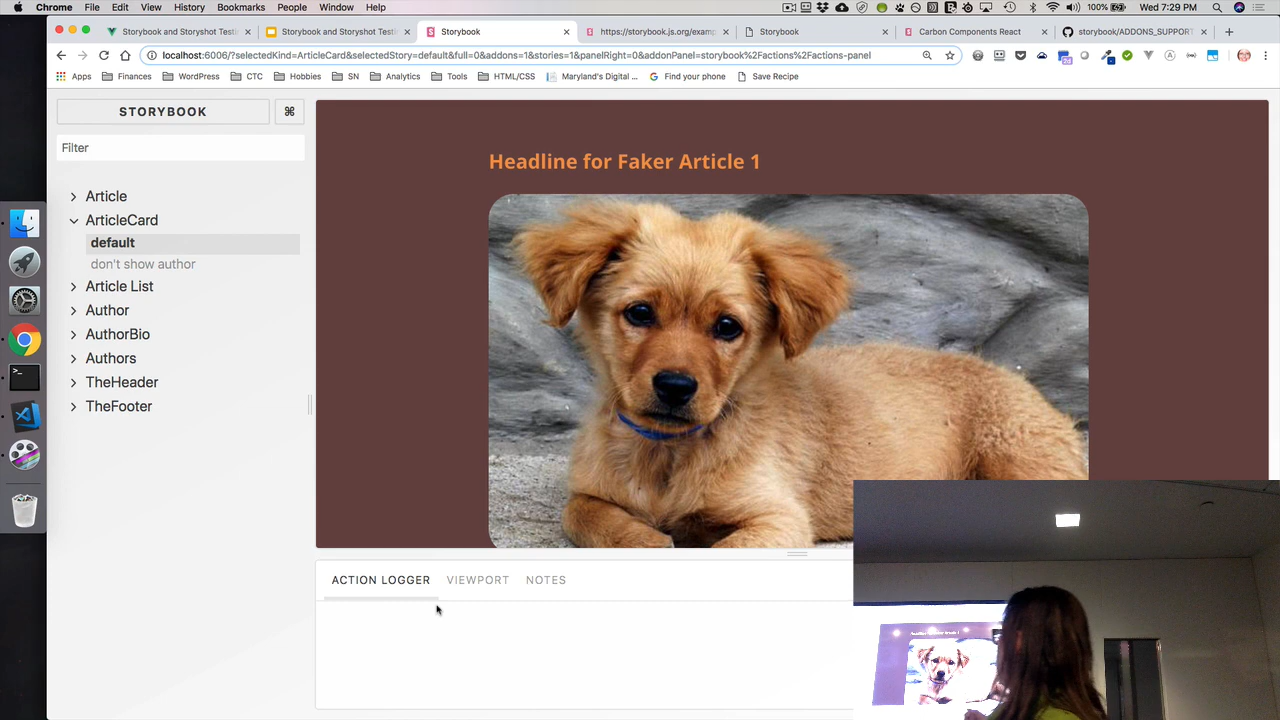 Chrome File Edit View History Bookmarks People Window Help 100% Wed 7:29 PM
Storybook and Storyshot Testi
Storybook and Storyshot Testi
Storybook
https://storybook.js.org/examp
Storybook
Carbon Components React
storybook/ADDONS_SUPPORT
localhost:6006/?selectedKind=ArticleCard&selectedStory=default&full=0&addons=1&stories=1&panelRight=0&addonPanel=storybook%2Factions%2Factions-panel
Apps Finances WordPress CTC Hobbies SN Analytics Tools HTML/CSS Maryland's Digital ... Find your phone Save Recipe
STORYBOOK ⌘
Filter
Article
ArticleCard
default
don't show author
Article List
Author
AuthorBio
Authors
TheHeader
TheFooter
Headline for Faker Article 1
ACTION LOGGER VIEWPORT NOTES